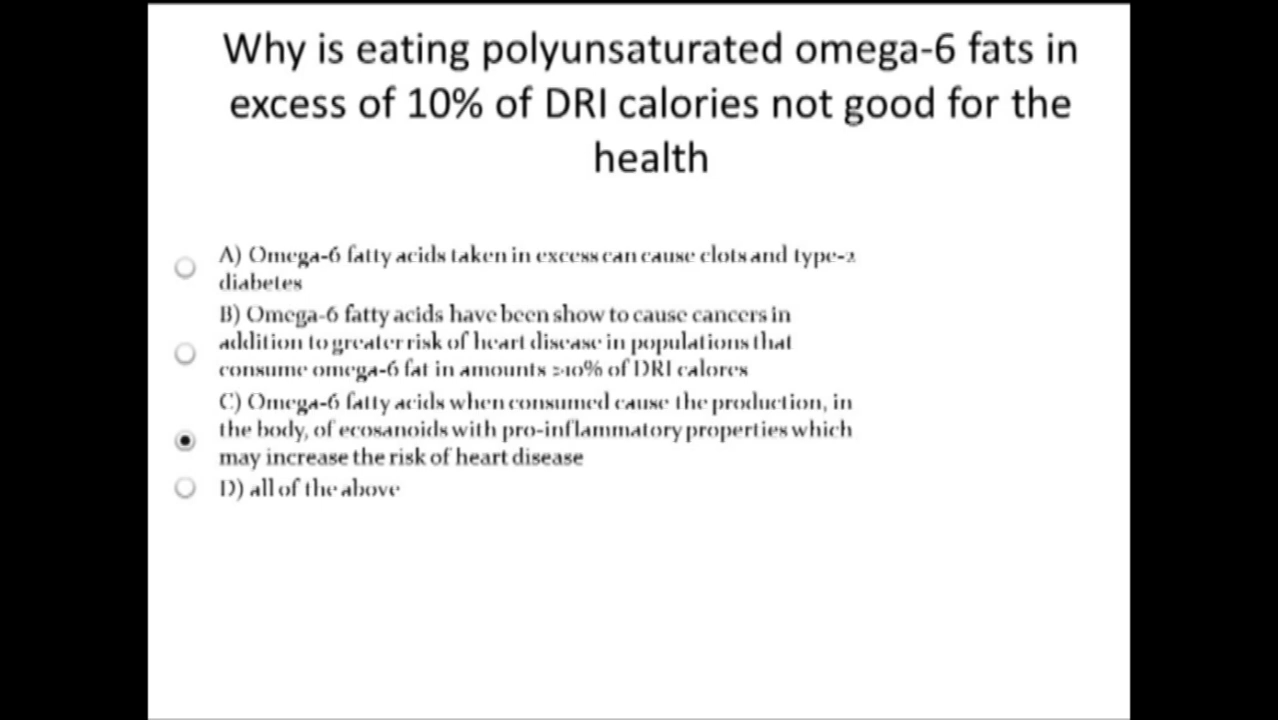 Why is eating polyunsaturated omega-6 fats in
excess of 10% of DRI calories not good for the
health
A) Omega-6 fatty acids taken in excess can cause clots and type-2
diabetes
B) Omega-6 fatty acids have been show to cause cancers in
addition to greater risk of heart disease in populations that
consume omega-6 fat in amounts >10% of DRI calores
C) Omega-6 fatty acids when consumed cause the production, in
the body, of ecosanoids with pro-inflammatory properties which
may increase the risk of heart disease
D) all of the above